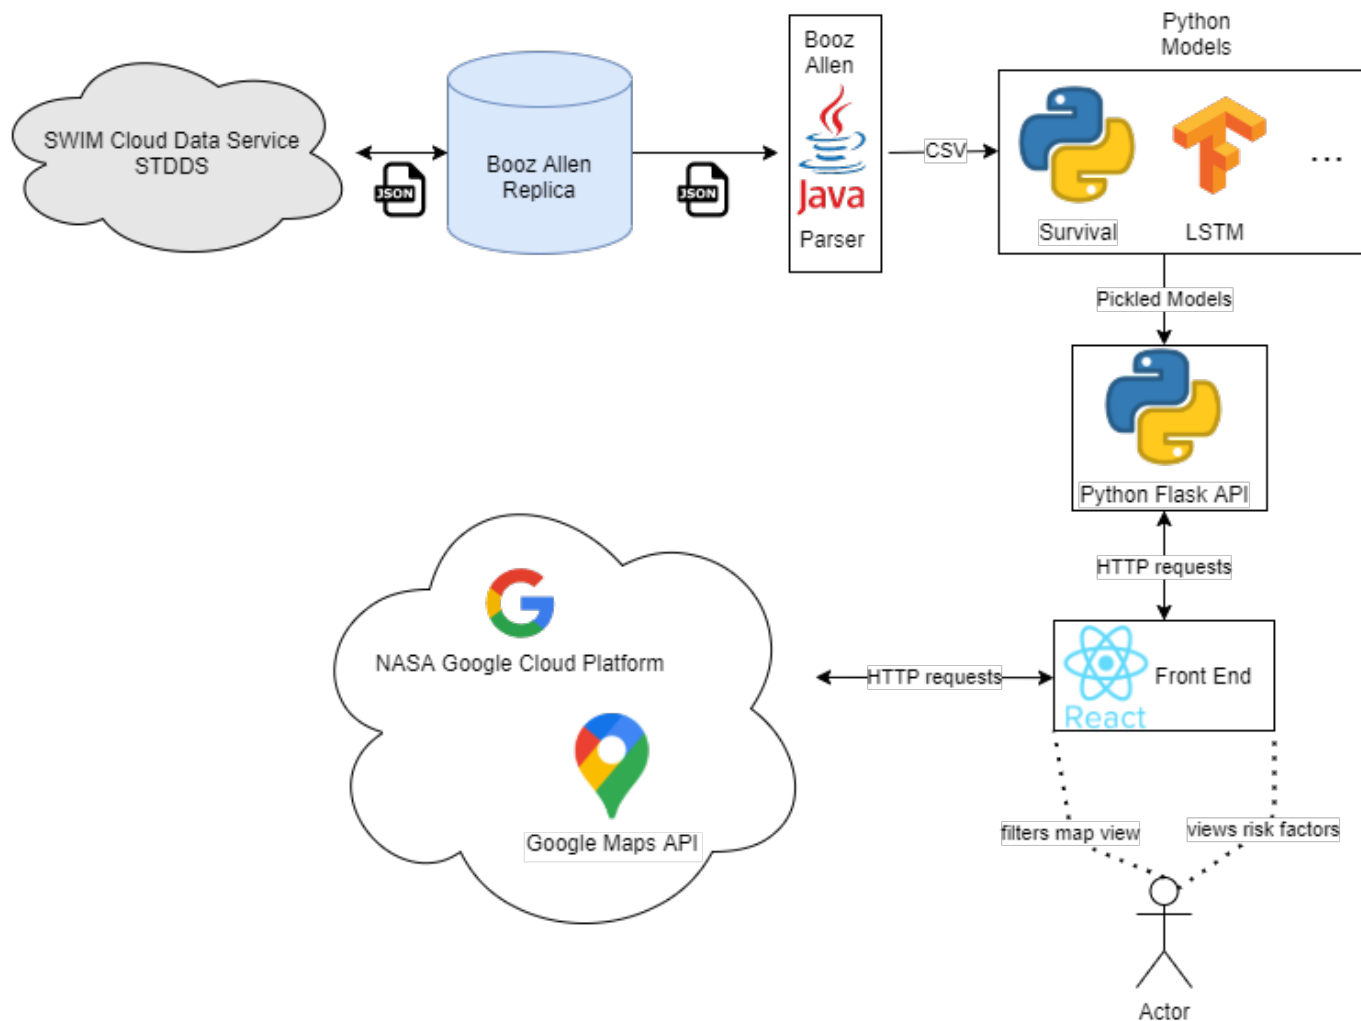 Python
Models
Booz
Allen
SWIM Cloud Data Service
STDDS
JSON
Booz Allen
Replica
JSON
Java
Parser
CSV
Survival
LSTM
...
Pickled Models
Python Flask API
HTTP requests
NASA Google Cloud Platform
HTTP requests
React
Front End
Google Maps API
filters map view
views risk factors
Actor